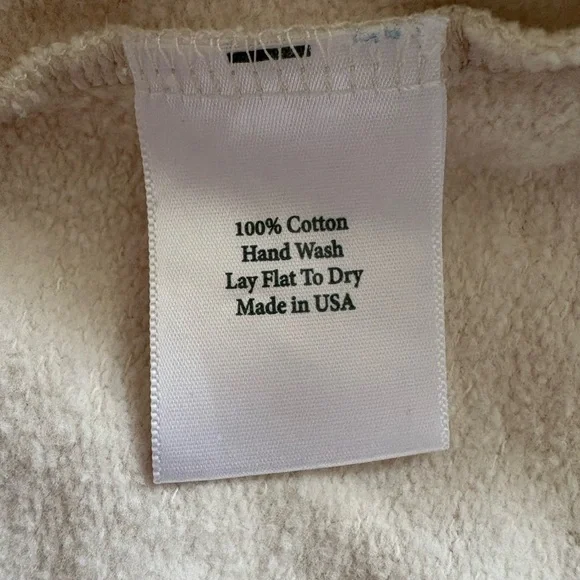 100% Cotton
Hand Wash
Lay Flat To Dry
Made in USA